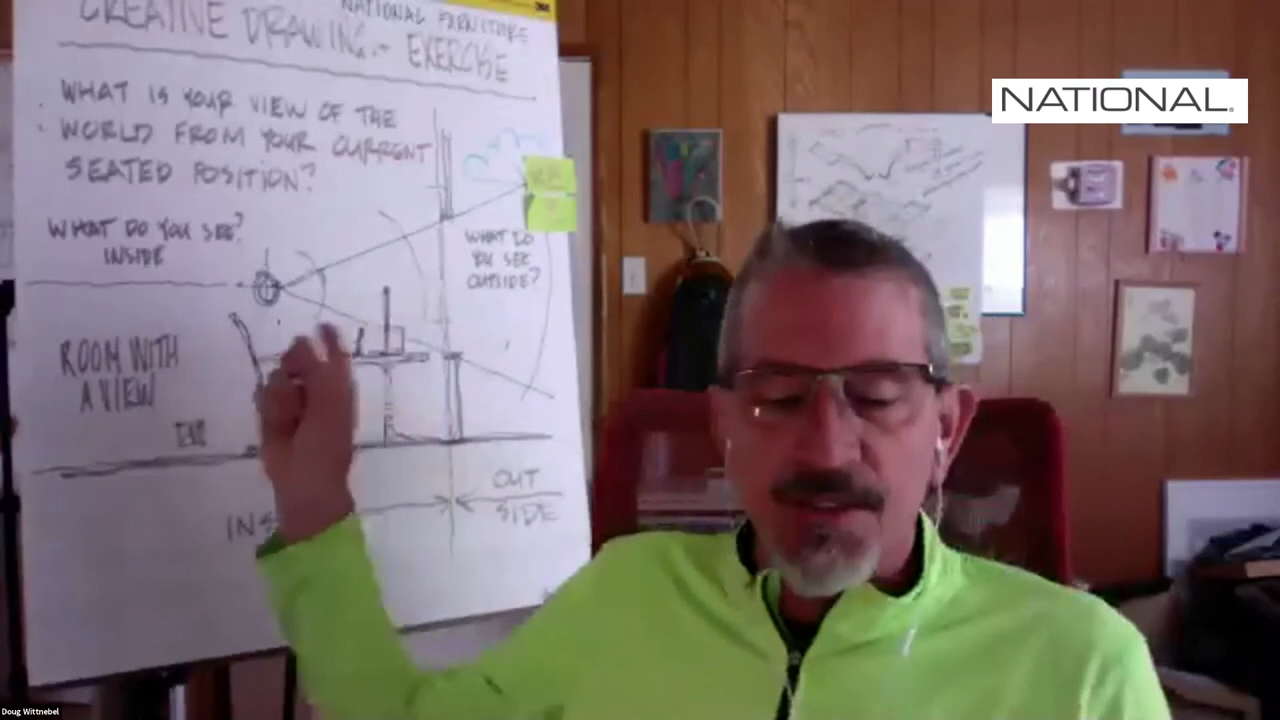 NATIONAL FURNITURE
CREATIVE DRAWING - EXERCISE
WHAT IS YOUR VIEW OF THE
WORLD FROM YOUR CURRENT
SEATED POSITION?
WHAT DO YOU SEE?
INSIDE
WHAT DO
YOU SEE
OUTSIDE?
ROOM WITH
A VIEW
INS
OUT
SIDE
NATIONAL.
Doug Wittnebel